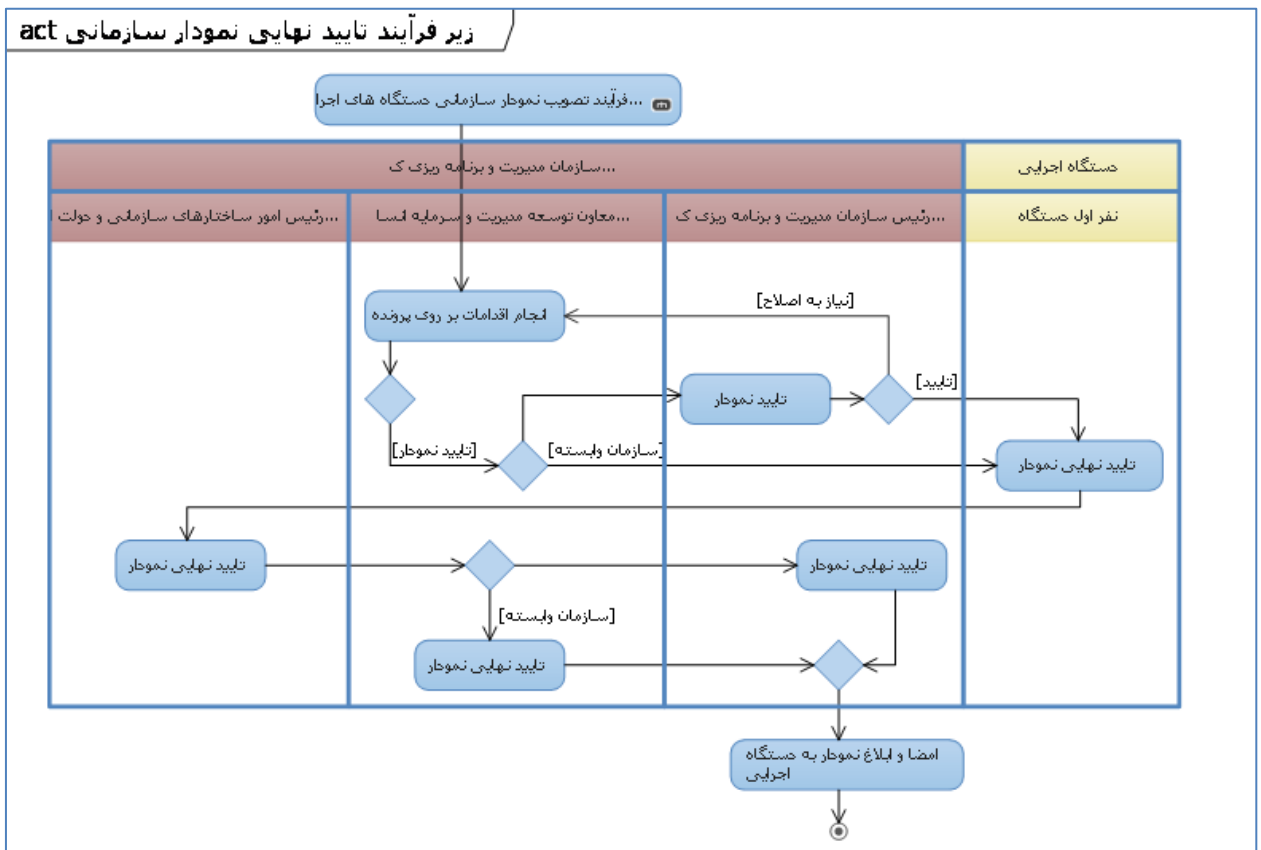 act زیر فرآیند تایید نهایی نمودار سازمانی
فرآیند تصویب نمودار سازمانی دستگاه های اجرا...
دستگاه اجرایی
سازمان مدیریت و برنامه ریزی ک...
نفر اول دستگاه
رئیس سازمان مدیریت و برنامه ریزی ک...
معاون توسعه مدیریت و سرمایه انسا...
رئیس امور ساختارهای سازمانی و دولت ا...
انجام اقدامات بر روی پرونده
[نیاز به اصلاح]
تایید نمودار
[تایید]
[تایید نمودار]
[سازمان وابسته]
تایید نهایی نمودار
تایید نهایی نمودار
تایید نهایی نمودار
[سازمان وابسته]
تایید نهایی نمودار
امضا و ابلاغ نمودار به دستگاه
اجرایی